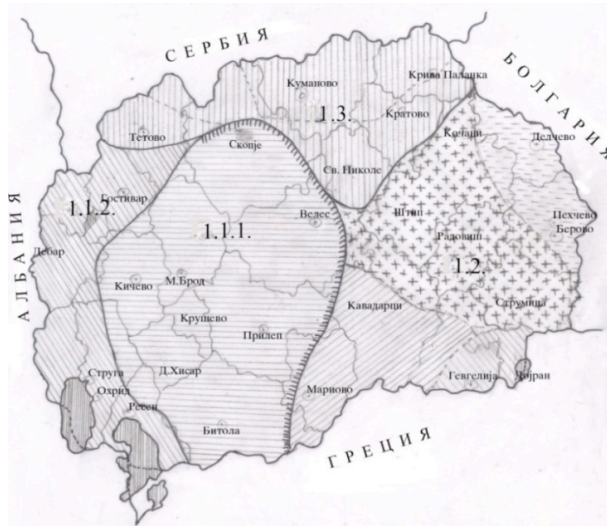 СЕРБИЯ
БОЛГАРИЯ
Куманово
Крива Паланка
1.3.
Кратово
Тетово
Скопје
Кочани
Делчево
Св. Николе
Гостивар
АЛБАНИЯ
1.1.2.
1.1.1.
Велес
Штип
Пехчево
Берово
Радовиш
Дебар
1.2.
Кичево
М.Брод
Струмица
Кавадарци
Крушево
Прилеп
Струга
Д.Хисар
Охрид
Мариово
Гевгелија
Дојран
Ресен
Битола
ГРЕЦИЯ